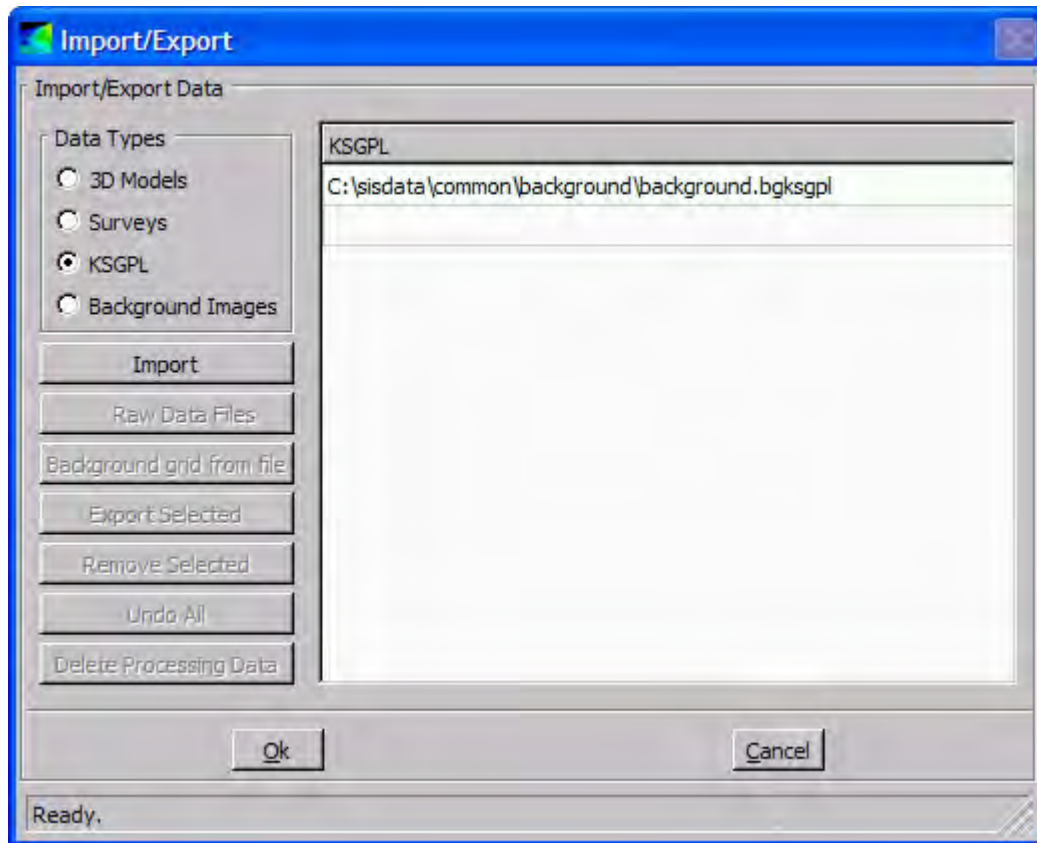 Import/Export
Import/Export Data
Data Types
3D Models
Surveys
KSGPL
Background Images
Import
Raw Data Files
Background grid from file
Export Selected
Remove Selected
Undo All
Delete Processing Data
KSGPL
C:\sisdata\common\background\background.bgksgpl
Ok
Cancel
Ready.